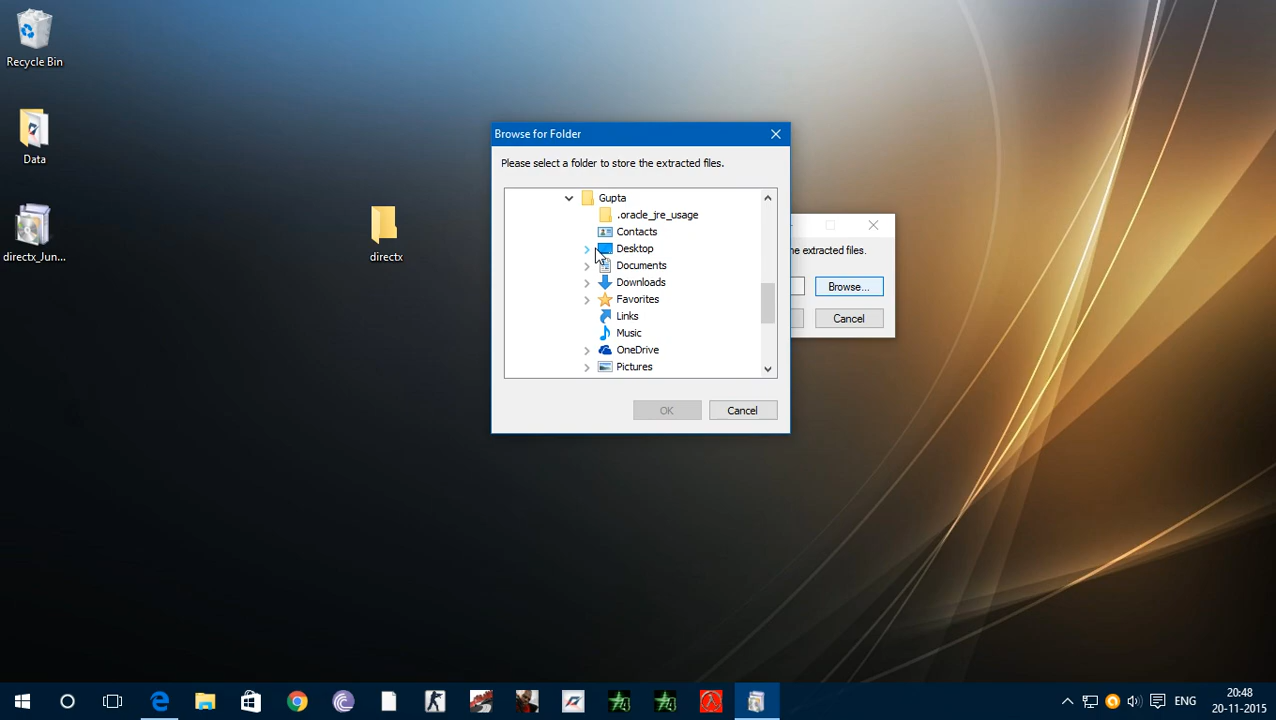 Recycle Bin
Data
directx_Jun...
directx
Browse for Folder
Please select a folder to store the extracted files.
Gupta
.oracle_jre_usage
Contacts
Desktop
Documents
Downloads
Favorites
Links
Music
OneDrive
Pictures
OK
Cancel
he extracted files.
Browse...
Cancel
ENG
20:48
20-11-2015